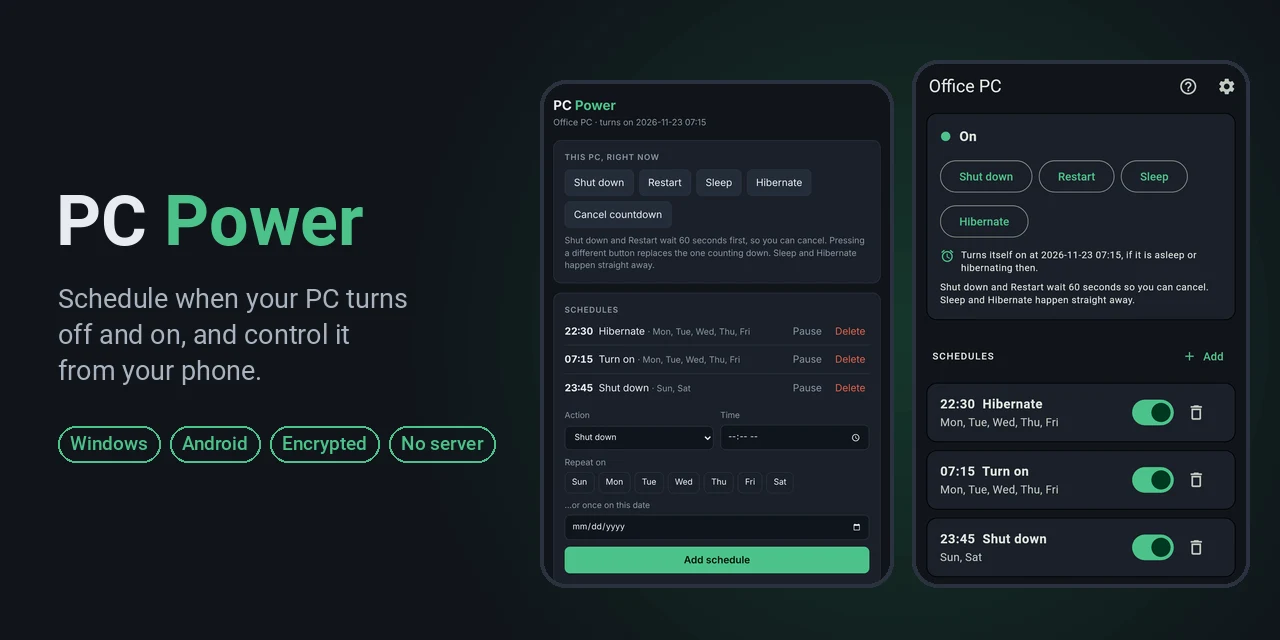 PC Power
Schedule when your PC turns
off and on, and control it
from your phone.
Windows Android Encrypted No server
PC Power
Office PC · turns on 2026-11-23 07:15
THIS PC, RIGHT NOW
Shut down Restart Sleep Hibernate
Cancel countdown
Shut down and Restart wait 60 seconds first, so you can cancel. Pressing
a different button replaces the one counting down. Sleep and Hibernate
happen straight away.
SCHEDULES
22:30 Hibernate · Mon, Tue, Wed, Thu, Fri Pause Delete
07:15 Turn on · Mon, Tue, Wed, Thu, Fri Pause Delete
23:45 Shut down · Sun, Sat Pause Delete
Action Time
Shut down --:-- --
Repeat on
Sun Mon Tue Wed Thu Fri Sat
...or once on this date
mm/dd/yyyy
Add schedule
Office PC
On
Shut down Restart Sleep
Hibernate
Turns itself on at 2026-11-23 07:15, if it is asleep or
hibernating then.
Shut down and Restart wait 60 seconds so you can cancel.
Sleep and Hibernate happen straight away.
SCHEDULES + Add
22:30 Hibernate
Mon, Tue, Wed, Thu, Fri
07:15 Turn on
Mon, Tue, Wed, Thu, Fri
23:45 Shut down
Sun, Sat